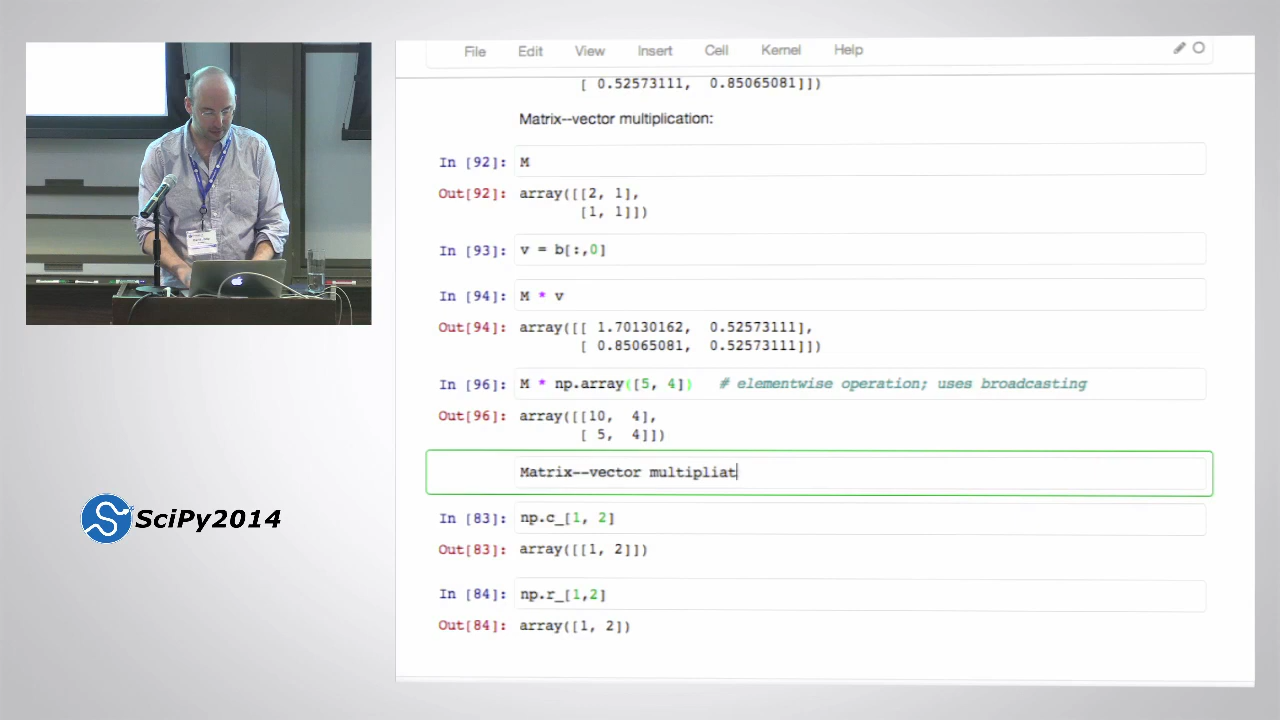 File Edit View Insert Cell Kernel Help
[ 0.52573111, 0.85065081]])
Matrix--vector multiplication:
In [92]: M
Out[92]: array([[2, 1],
[1, 1]])
In [93]: v = b[:,0]
In [94]: M * v
Out[94]: array([[ 1.70130162, 0.52573111],
[ 0.85065081, 0.52573111]])
In [96]: M * np.array([5, 4]) # elementwise operation; uses broadcasting
Out[96]: array([[10, 4],
[ 5, 4]])
Matrix--vector multipliat
In [83]: np.c_[1, 2]
Out[83]: array([[1, 2]])
In [84]: np.r_[1,2]
Out[84]: array([1, 2])
SciPy2014